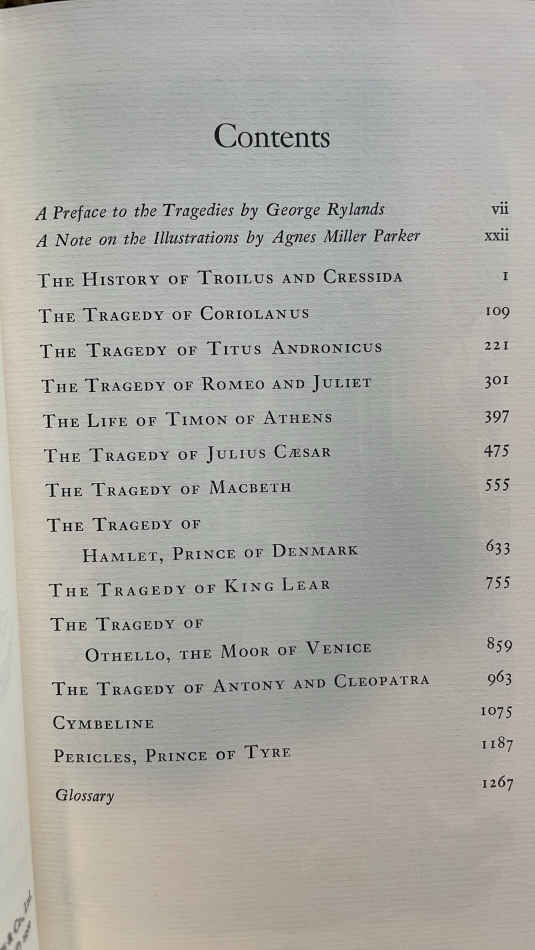 Contents
A Preface to the Tragedies by George Rylands vii
A Note on the Illustrations by Agnes Miller Parker xxii
The History of Troilus and Cressida 1
The Tragedy of Coriolanus 109
The Tragedy of Titus Andronicus 221
The Tragedy of Romeo and Juliet 301
The Life of Timon of Athens 397
The Tragedy of Julius Cæsar 475
The Tragedy of Macbeth 555
The Tragedy of
Hamlet, Prince of Denmark 633
The Tragedy of King Lear 755
The Tragedy of
Othello, the Moor of Venice 859
The Tragedy of Antony and Cleopatra 963
Cymbeline 1075
Pericles, Prince of Tyre 1187
Glossary 1267
& Co. Ltd